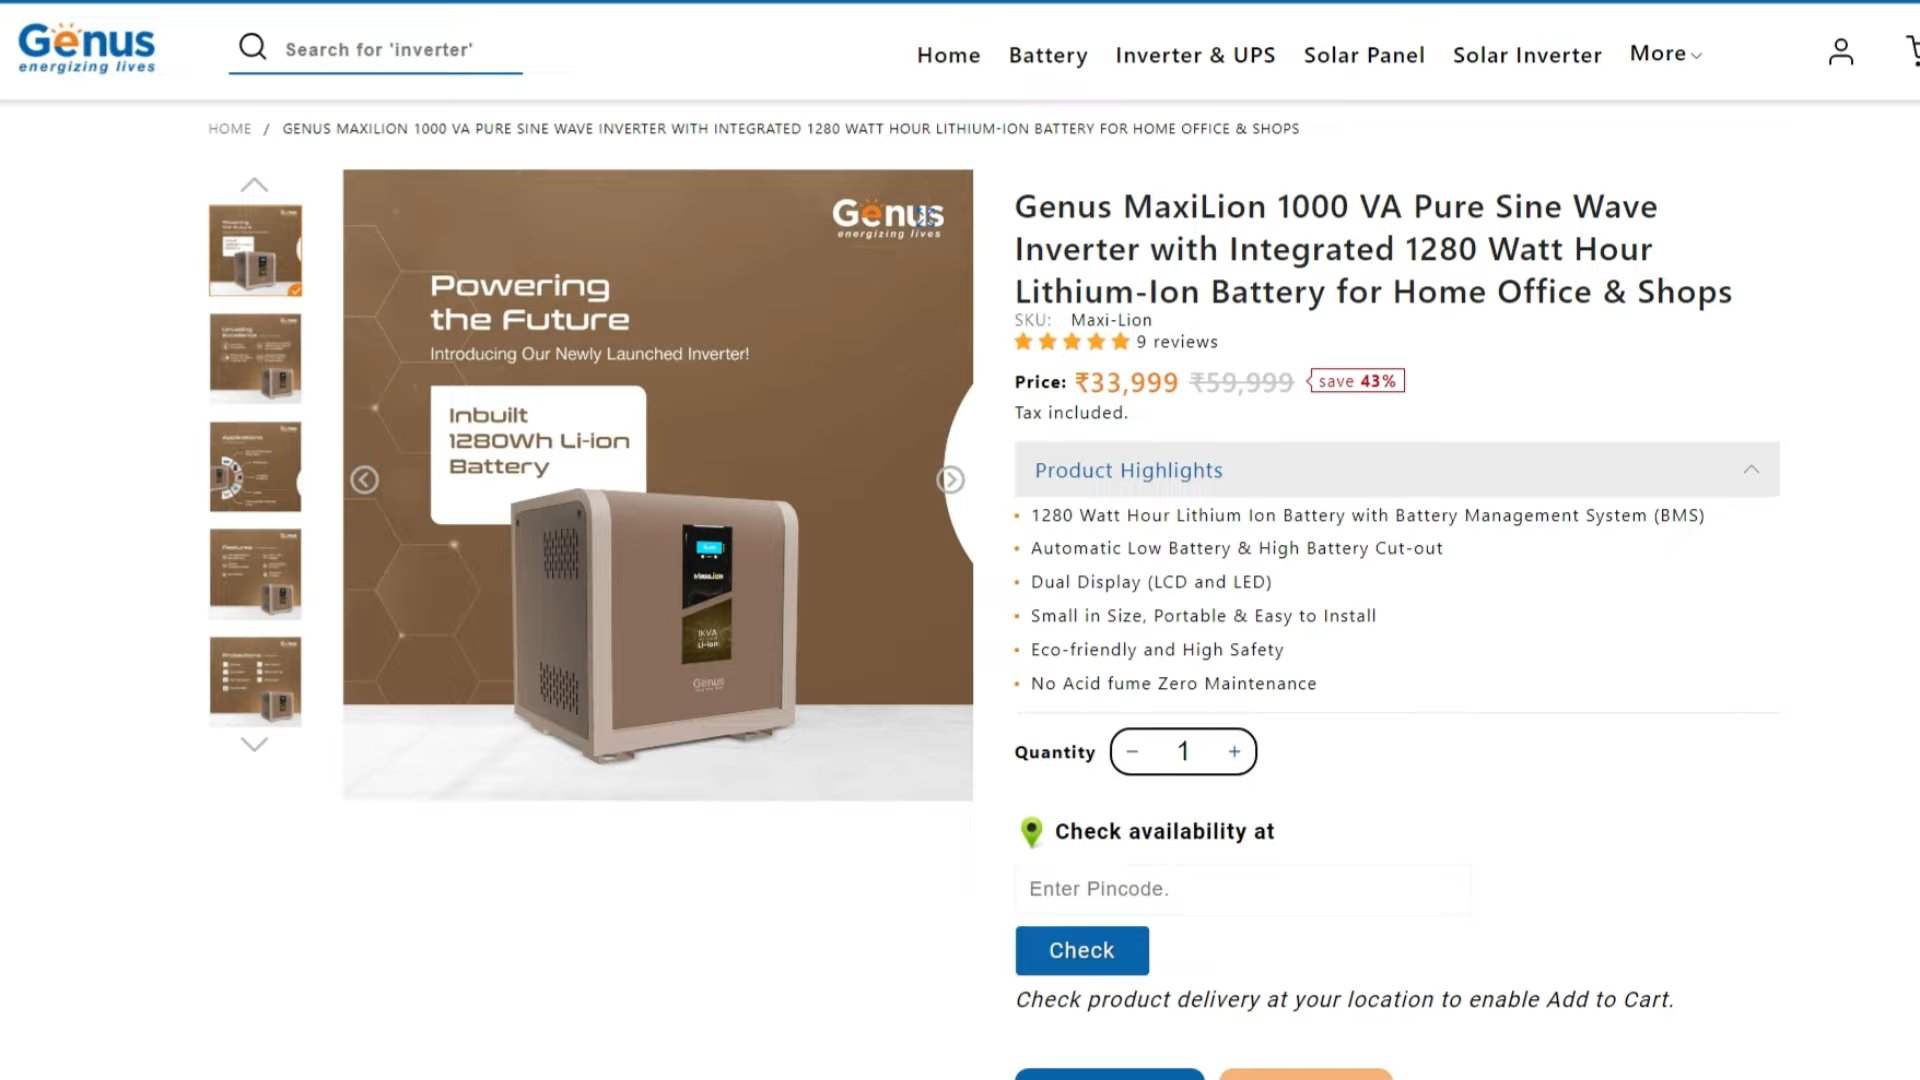 Genus
energizing lives
Search for 'inverter'
Home
Battery
Inverter & UPS
Solar Panel
Solar Inverter
More
HOME / GENUS MAXILION 1000 VA PURE SINE WAVE INVERTER WITH INTEGRATED 1280 WATT HOUR LITHIUM-ION BATTERY FOR HOME OFFICE & SHOPS
Genus
energizing lives
Powering
the Future
Introducing Our Newly Launched Inverter!
Inbuilt
1280Wh Li-ion
Battery
MaxiLion
1KVA
Li-ion
Genus
Genus MaxiLion 1000 VA Pure Sine Wave
Inverter with Integrated 1280 Watt Hour
Lithium-Ion Battery for Home Office & Shops
SKU: Maxi-Lion
9 reviews
Price: ₹33,999 ₹59,999 save 43%
Tax included.
Product Highlights
• 1280 Watt Hour Lithium Ion Battery with Battery Management System (BMS)
• Automatic Low Battery & High Battery Cut-out
• Dual Display (LCD and LED)
• Small in Size, Portable & Easy to Install
• Eco-friendly and High Safety
• No Acid fume Zero Maintenance
Quantity − 1 +
Check availability at
Enter Pincode.
Check
Check product delivery at your location to enable Add to Cart.